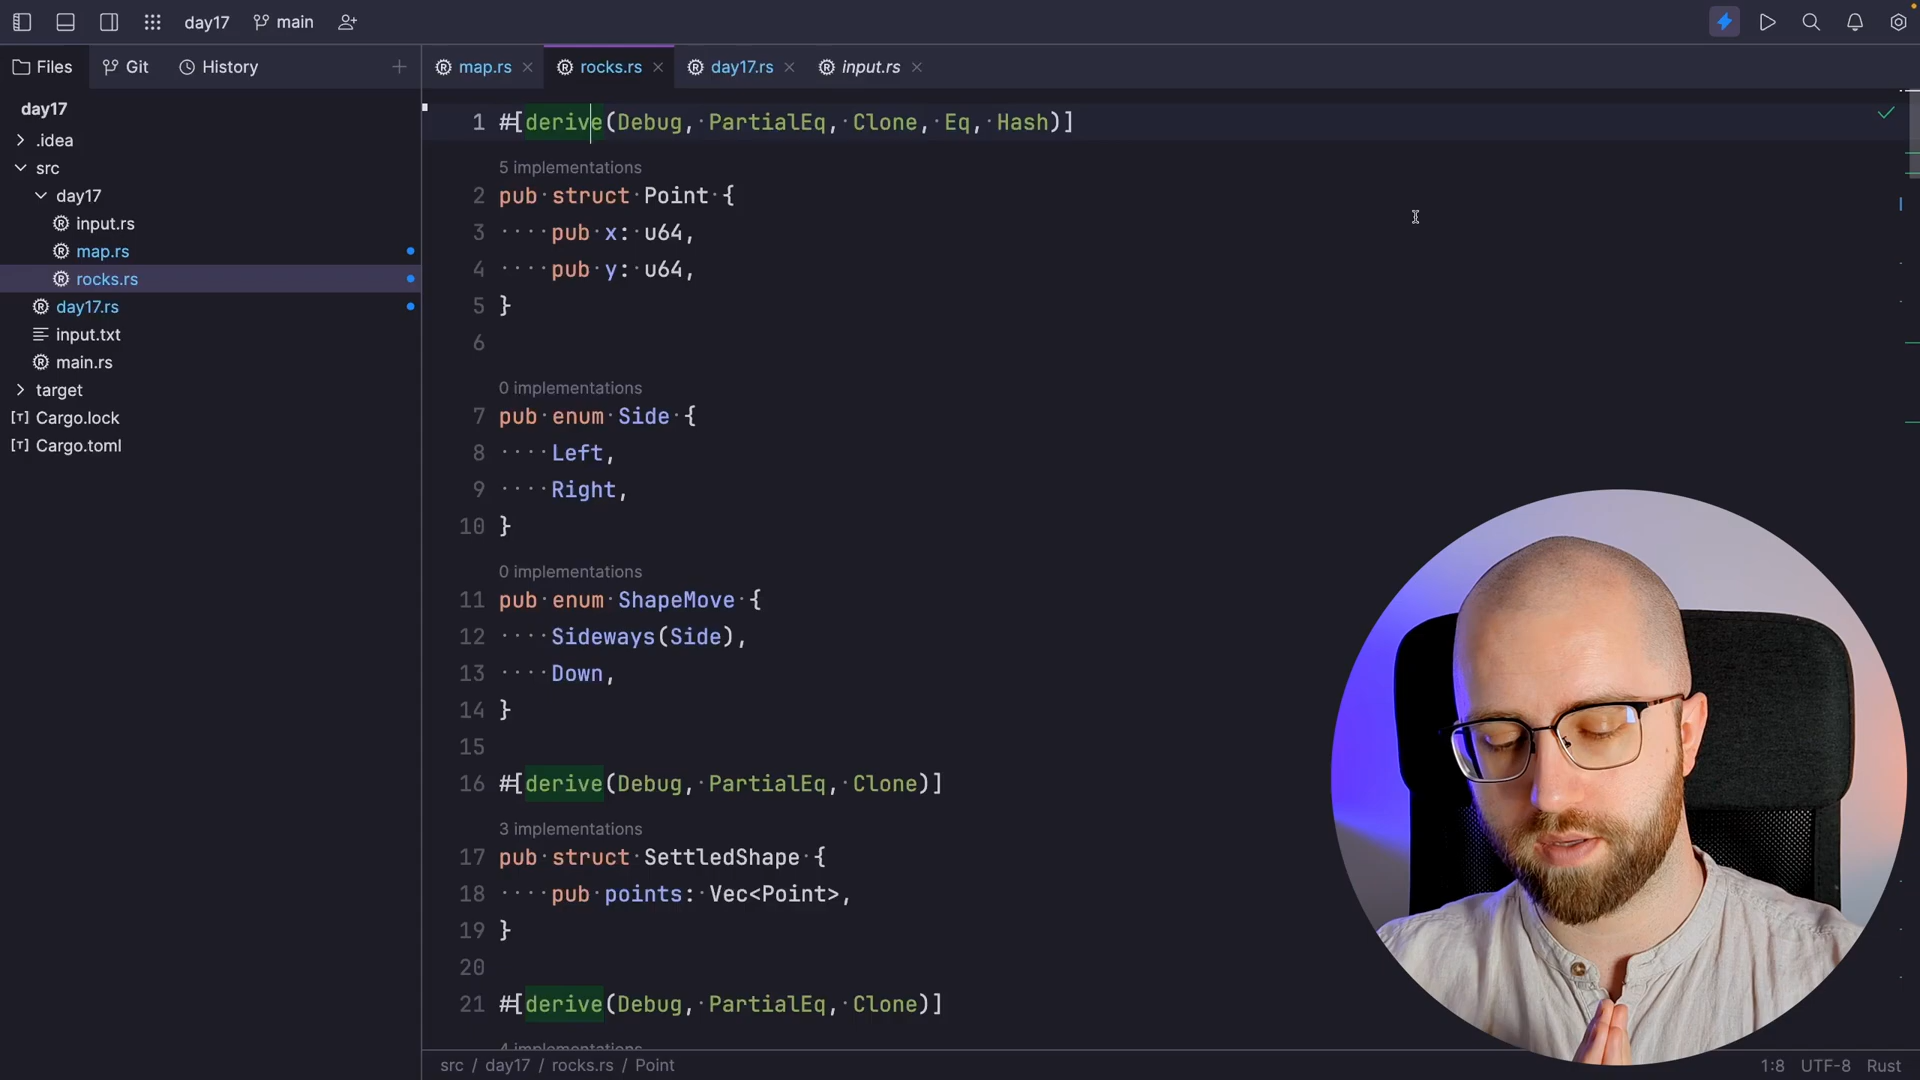 day17 main
Files Git History
map.rs rocks.rs day17.rs input.rs
day17
.idea
src
day17
input.rs
map.rs
rocks.rs
day17.rs
input.txt
main.rs
target
Cargo.lock
Cargo.toml
1 #[derive(Debug, PartialEq, Clone, Eq, Hash)]
5 implementations
2 pub struct Point {
3 pub x: u64,
4 pub y: u64,
5 }
6
0 implementations
7 pub enum Side {
8 Left,
9 Right,
10 }
0 implementations
11 pub enum ShapeMove {
12 Sideways(Side),
13 Down,
14 }
15
16 #[derive(Debug, PartialEq, Clone)]
3 implementations
17 pub struct SettledShape {
18 pub points: Vec<Point>,
19 }
20
21 #[derive(Debug, PartialEq, Clone)]
4 implementations
src / day17 / rocks.rs / Point
1:8 UTF-8 Rust